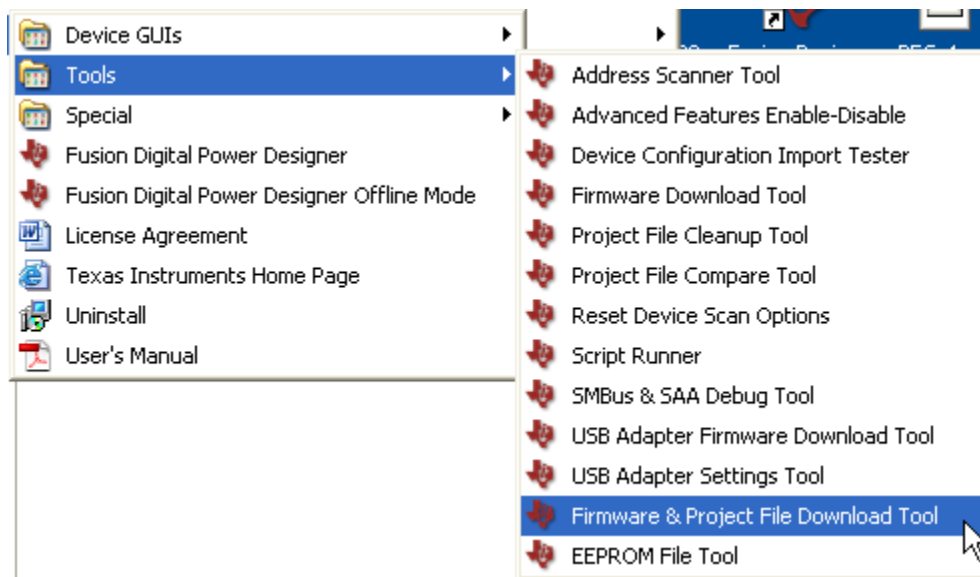 Device GUIs
Tools
Special
Fusion Digital Power Designer
Fusion Digital Power Designer Offline Mode
License Agreement
Texas Instruments Home Page
Uninstall
User's Manual
Address Scanner Tool
Advanced Features Enable-Disable
Device Configuration Import Tester
Firmware Download Tool
Project File Cleanup Tool
Project File Compare Tool
Reset Device Scan Options
Script Runner
SMBus & SAA Debug Tool
USB Adapter Firmware Download Tool
USB Adapter Settings Tool
Firmware & Project File Download Tool
EEPROM File Tool